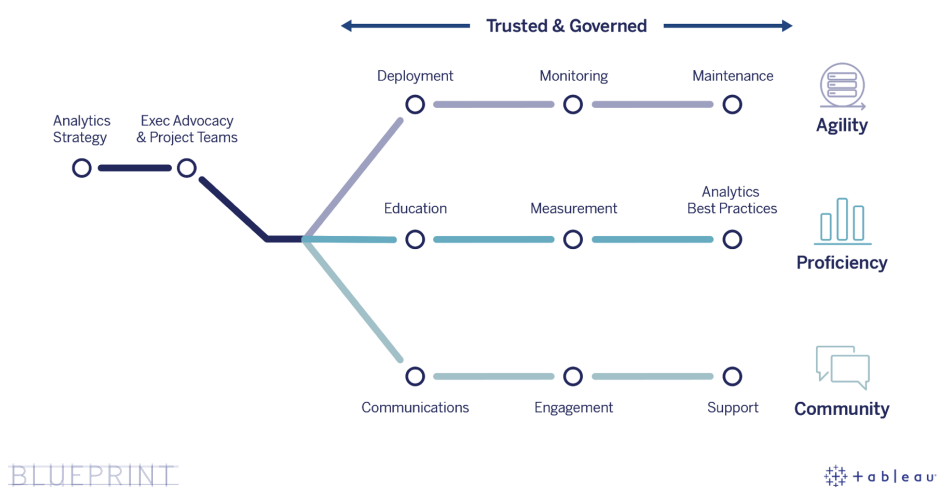 Trusted & Governed
Deployment
Monitoring
Maintenance
Agility
Analytics
Strategy
Exec Advocacy
& Project Teams
Education
Measurement
Analytics
Best Practices
Proficiency
Communications
Engagement
Support
Community
BLUEPRINT
+ableau